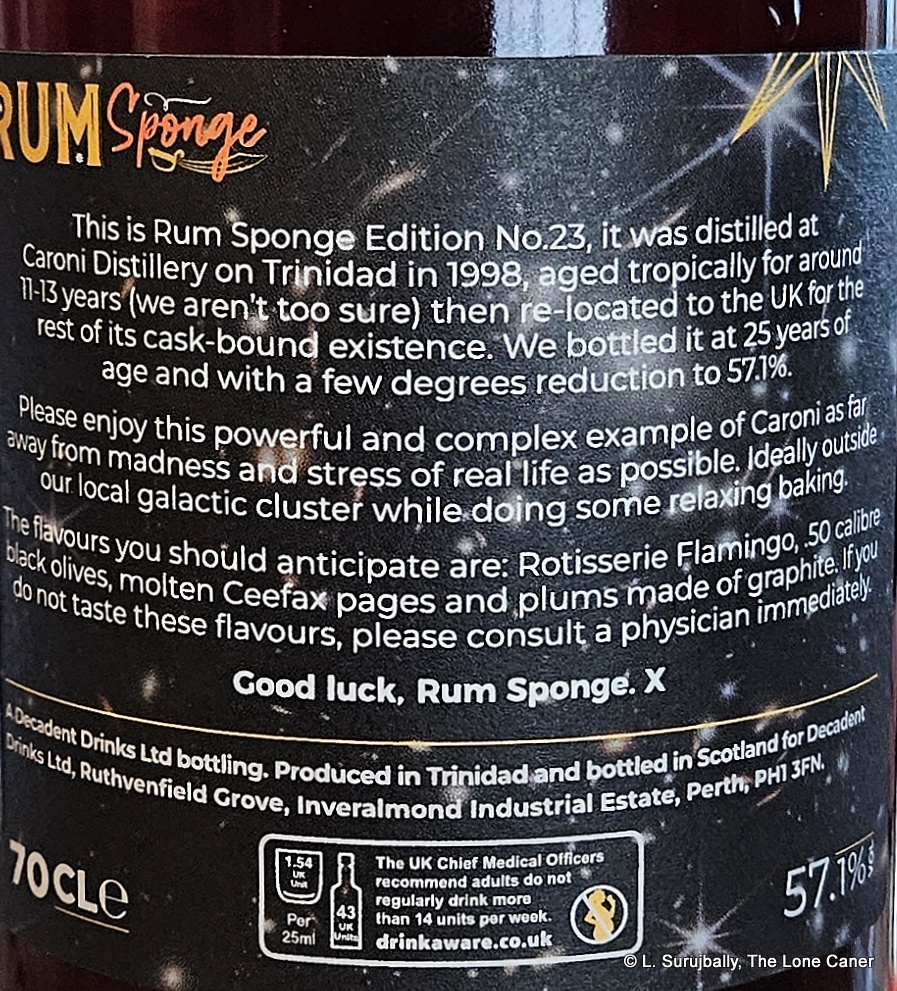 RUM Sponge
This is Rum Sponge Edition No.23, it was distilled at
Caroni Distillery on Trinidad in 1998, aged tropically for around
11-13 years (we aren't too sure) then re-located to the UK for the
rest of its cask-bound existence. We bottled it at 25 years of
age and with a few degrees reduction to 57.1%.
Please enjoy this powerful and complex example of Caroni as far
away from madness and stress of real life as possible. Ideally outside
our local galactic cluster while doing some relaxing baking.
The flavours you should anticipate are: Rotisserie Flamingo, .50 calibre
black olives, molten Ceefax pages and plums made of graphite. If you
do not taste these flavours, please consult a physician immediately.
Good luck, Rum Sponge. X
A Decadent Drinks Ltd bottling. Produced in Trinidad and bottled in Scotland for Decadent
Drinks Ltd, Ruthvenfield Grove, Inveralmond Industrial Estate, Perth, PH1 3FN.
70CLe
1.54
UK
Unit
Per
25ml
43
UK
Units
The UK Chief Medical Officers
recommend adults do not
regularly drink more
than 14 units per week.
drinkaware.co.uk
57.1%
© L. Surujbally, The Lone Caner